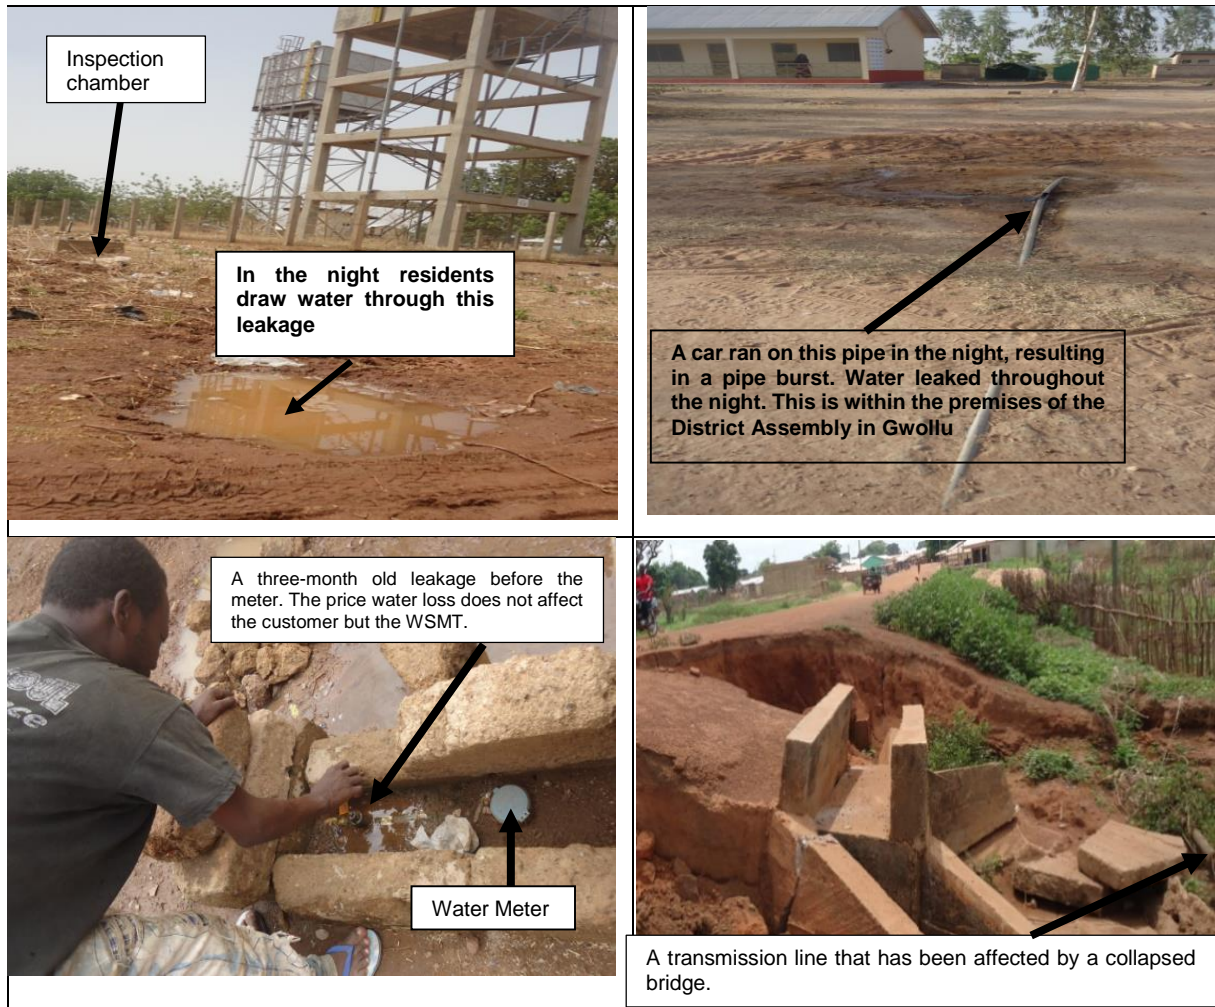 Inspection
chamber
In the night residents
draw water through this
leakage
A car ran on this pipe in the night, resulting
in a pipe burst. Water leaked throughout
the night. This is within the premises of the
District Assembly in Gwollu
A three-month old leakage before the
meter. The price water loss does not affect
the customer but the WSMT.
Water Meter
A transmission line that has been affected by a collapsed
bridge.